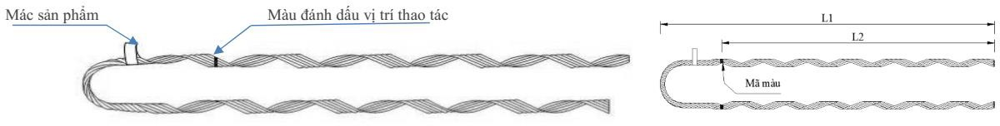 Mác sản phẩm
Màu đánh dấu vị trí thao tác
L1
L2
Mã màu